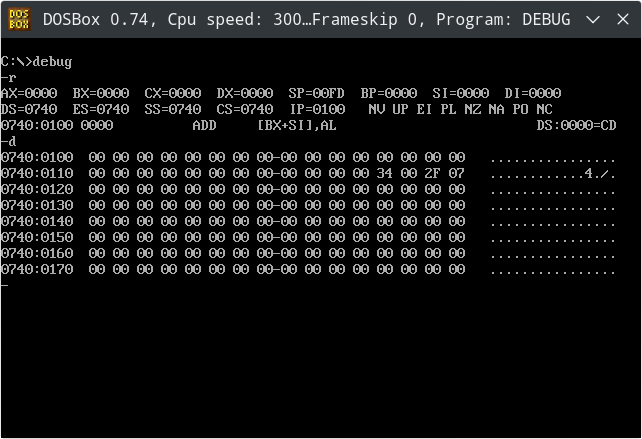 DOS BOX
DOSBox 0.74, Cpu speed: 300…Frameskip 0, Program: DEBUG
C:\>debug
-r
AX=0000  BX=0000  CX=0000  DX=0000  SP=00FD  BP=0000  SI=0000  DI=0000
DS=0740  ES=0740  SS=0740  CS=0740  IP=0100   NV UP EI PL NZ NA PO NC
0740:0100 0000          ADD     [BX+SI],AL                         DS:0000=CD
-d
0740:0100  00 00 00 00 00 00 00 00-00 00 00 00 00 00 00 00   ................
0740:0110  00 00 00 00 00 00 00 00-00 00 00 00 34 00 2F 07   ............4./.
0740:0120  00 00 00 00 00 00 00 00-00 00 00 00 00 00 00 00   ................
0740:0130  00 00 00 00 00 00 00 00-00 00 00 00 00 00 00 00   ................
0740:0140  00 00 00 00 00 00 00 00-00 00 00 00 00 00 00 00   ................
0740:0150  00 00 00 00 00 00 00 00-00 00 00 00 00 00 00 00   ................
0740:0160  00 00 00 00 00 00 00 00-00 00 00 00 00 00 00 00   ................
0740:0170  00 00 00 00 00 00 00 00-00 00 00 00 00 00 00 00   ................
-